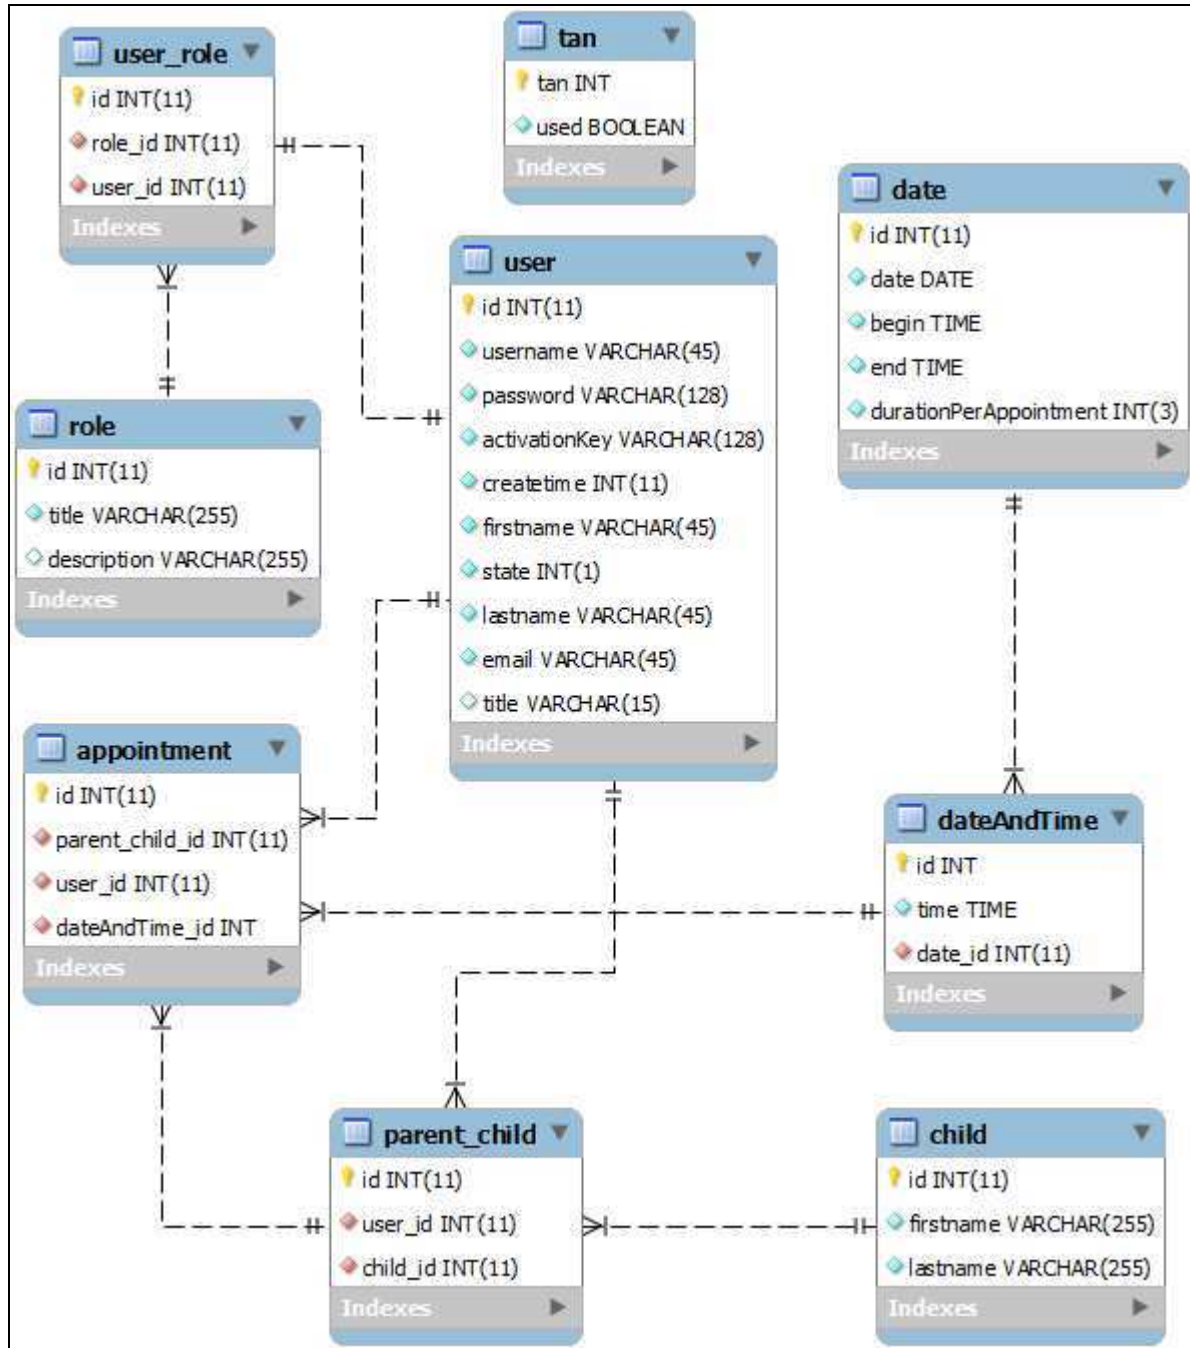 user_role
id INT(11)
role_id INT(11)
user_id INT(11)
Indexes
tan
tan INT
used BOOLEAN
Indexes
date
id INT(11)
date DATE
begin TIME
end TIME
durationPerAppointment INT(3)
Indexes
user
id INT(11)
username VARCHAR(45)
password VARCHAR(128)
activationKey VARCHAR(128)
createtime INT(11)
firstname VARCHAR(45)
state INT(1)
lastname VARCHAR(45)
email VARCHAR(45)
title VARCHAR(15)
Indexes
role
id INT(11)
title VARCHAR(255)
description VARCHAR(255)
Indexes
appointment
id INT(11)
parent_child_id INT(11)
user_id INT(11)
dateAndTime_id INT
Indexes
dateAndTime
id INT
time TIME
date_id INT(11)
Indexes
parent_child
id INT(11)
user_id INT(11)
child_id INT(11)
Indexes
child
id INT(11)
firstname VARCHAR(255)
lastname VARCHAR(255)
Indexes